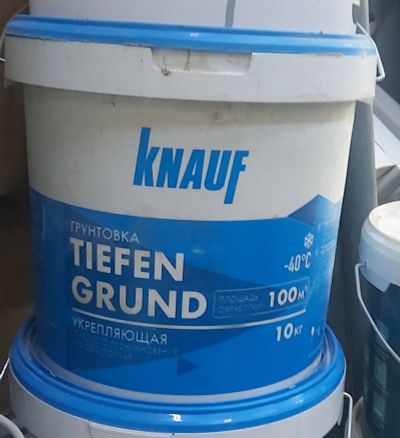 KNAUF
ГРУНТОВКА
TIEFEN
GRUND
-40°C
ПЛОЩАДЬ
ОБРАБОТКИ
100м²
УКРЕПЛЯЮЩАЯ
10кг